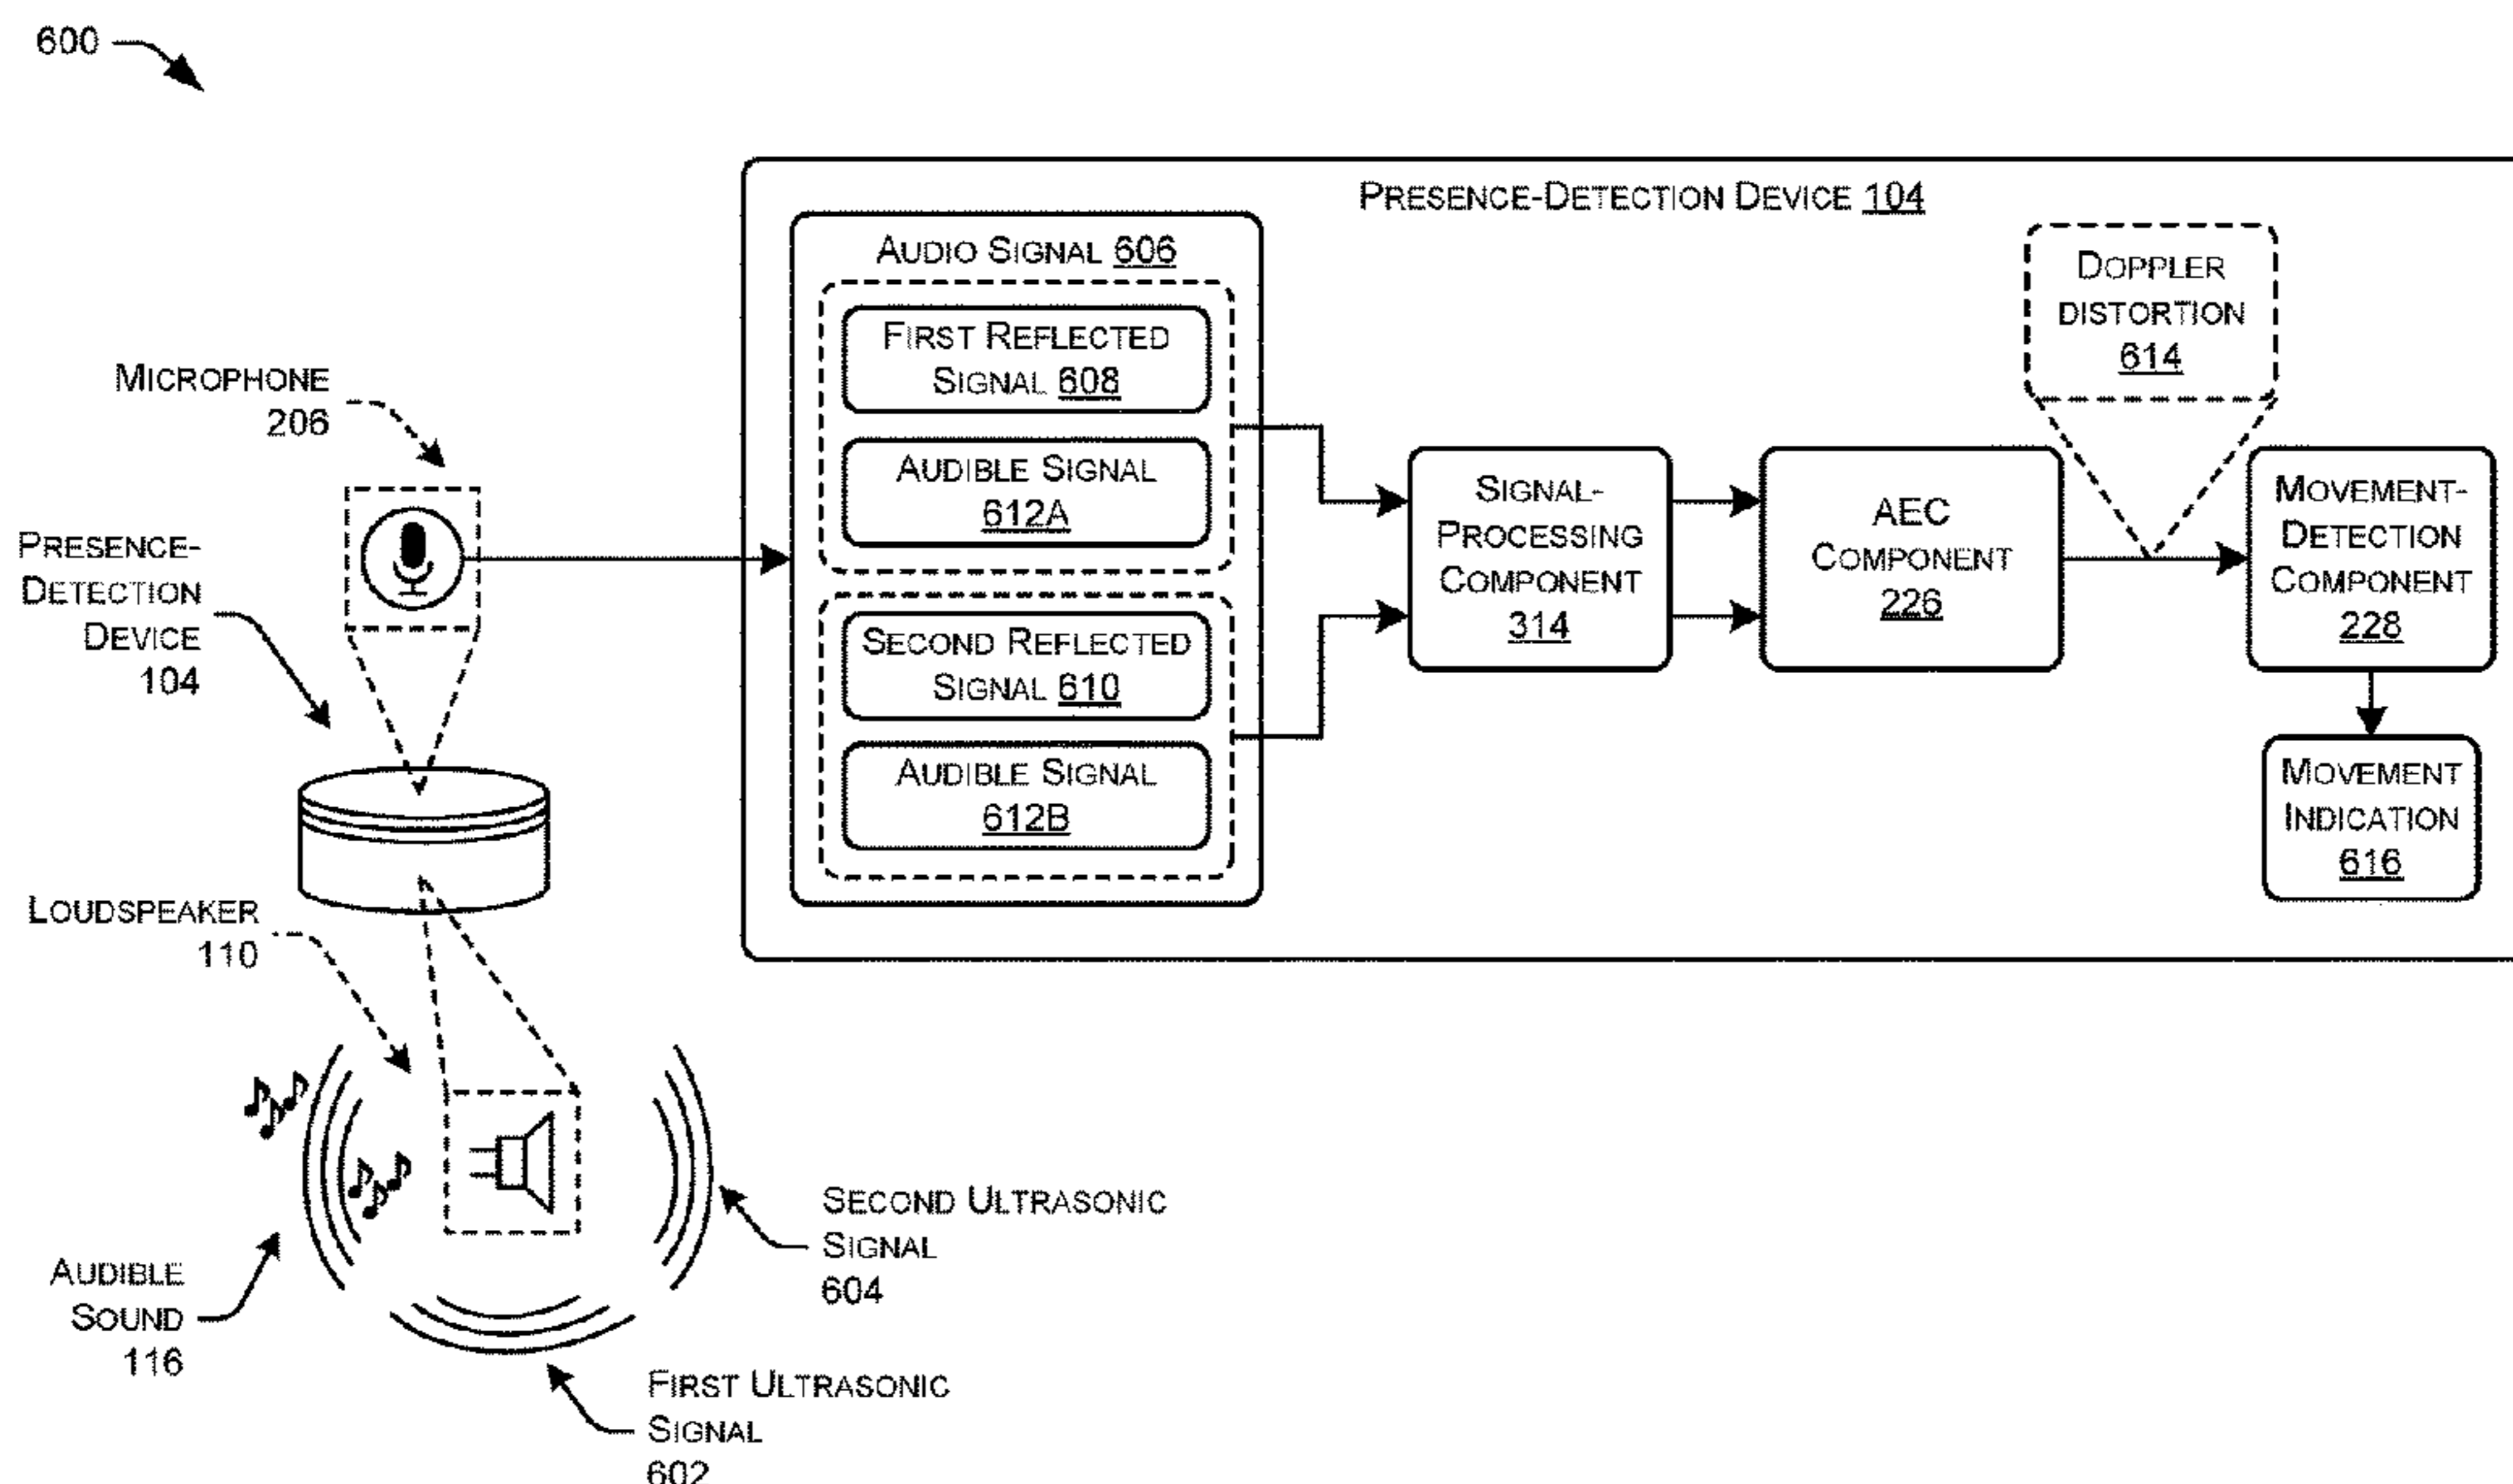 600
PRESENCE-DETECTION DEVICE 104
AUDIO SIGNAL 606
FIRST REFLECTED
SIGNAL 608
AUDIBLE SIGNAL
612A
SECOND REFLECTED
SIGNAL 610
AUDIBLE SIGNAL
612B
SIGNAL-
PROCESSING
COMPONENT
314
AEC
COMPONENT
226
DOPPLER
DISTORTION
614
MOVEMENT-
DETECTION
COMPONENT
228
MOVEMENT
INDICATION
616
MICROPHONE
206
PRESENCE-
DETECTION
DEVICE
104
LOUDSPEAKER
110
AUDIBLE
SOUND
116
SECOND ULTRASONIC
SIGNAL
604
FIRST ULTRASONIC
SIGNAL
602